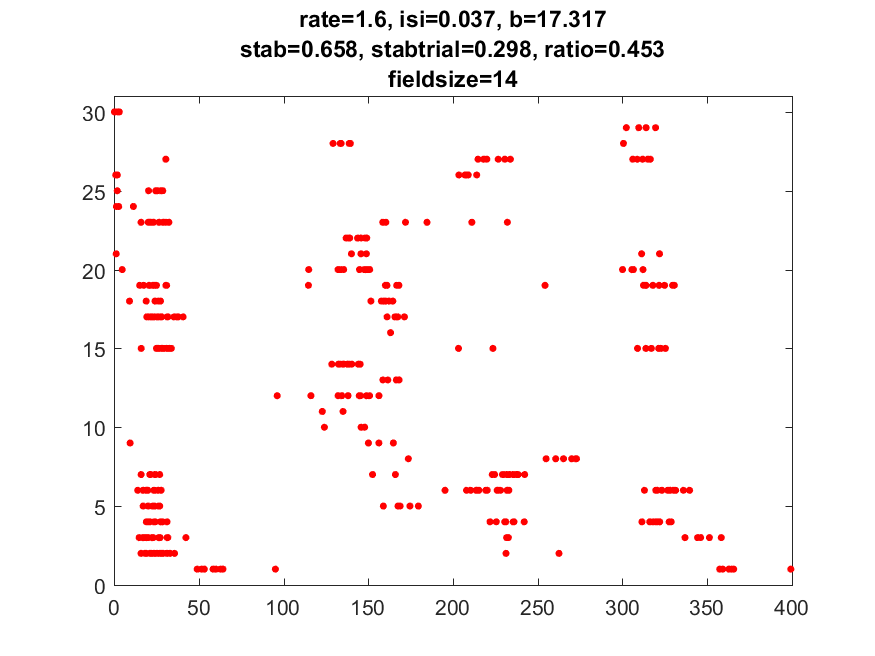 rate=1.6, isi=0.037, b=17.317
stab=0.658, stabtrial=0.298, ratio=0.453
fieldsize=14
30
25
20
15
10
5
0
0 50 100 150 200 250 300 350 400